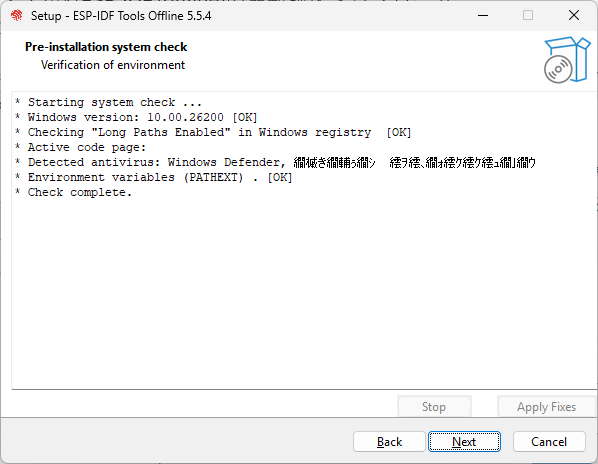 Setup - ESP-IDF Tools Offline 5.5.4
Pre-installation system check
Verification of environment
* Starting system check ...
* Windows version: 10.00.26200 [OK]
* Checking "Long Paths Enabled" in Windows registry [OK]
* Active code page:
* Detected antivirus: Windows Defender,
* Environment variables (PATHEXT) . [OK]
* Check complete.
Stop
Apply Fixes
Back
Next
Cancel